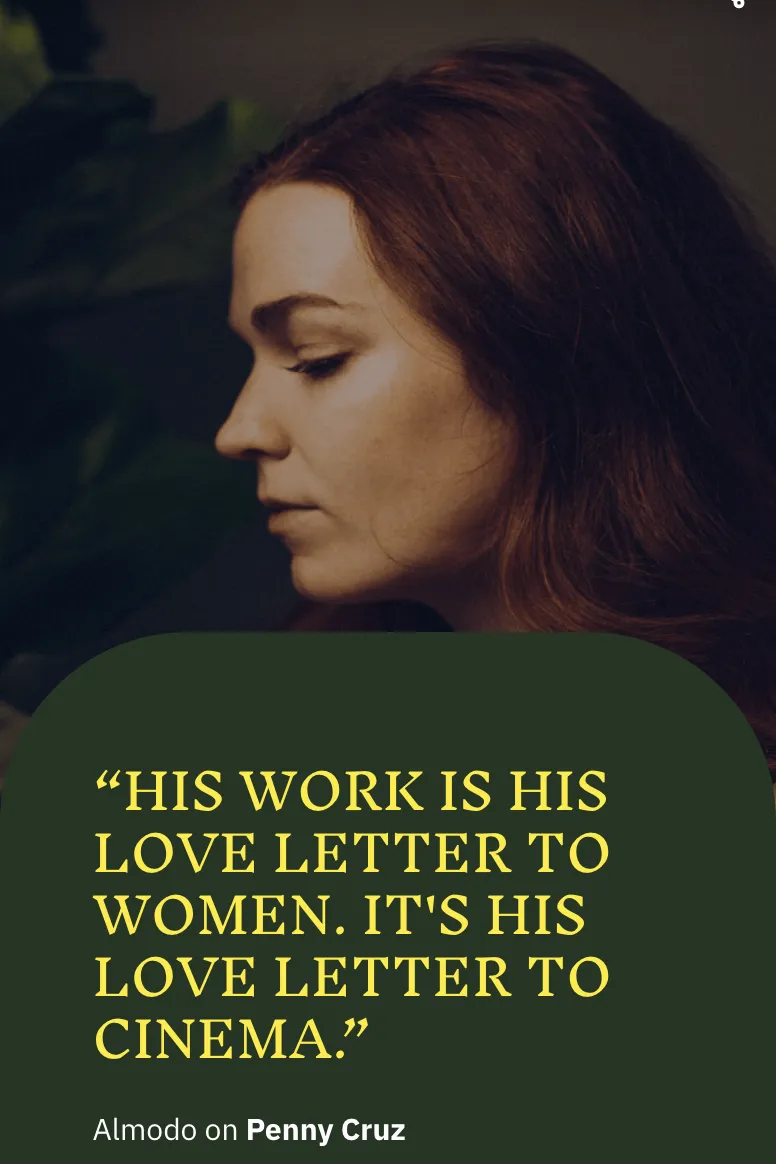 “HIS WORK IS HIS
LOVE LETTER TO
WOMEN. IT'S HIS
LOVE LETTER TO
CINEMA.”
Almodo on Penny Cruz